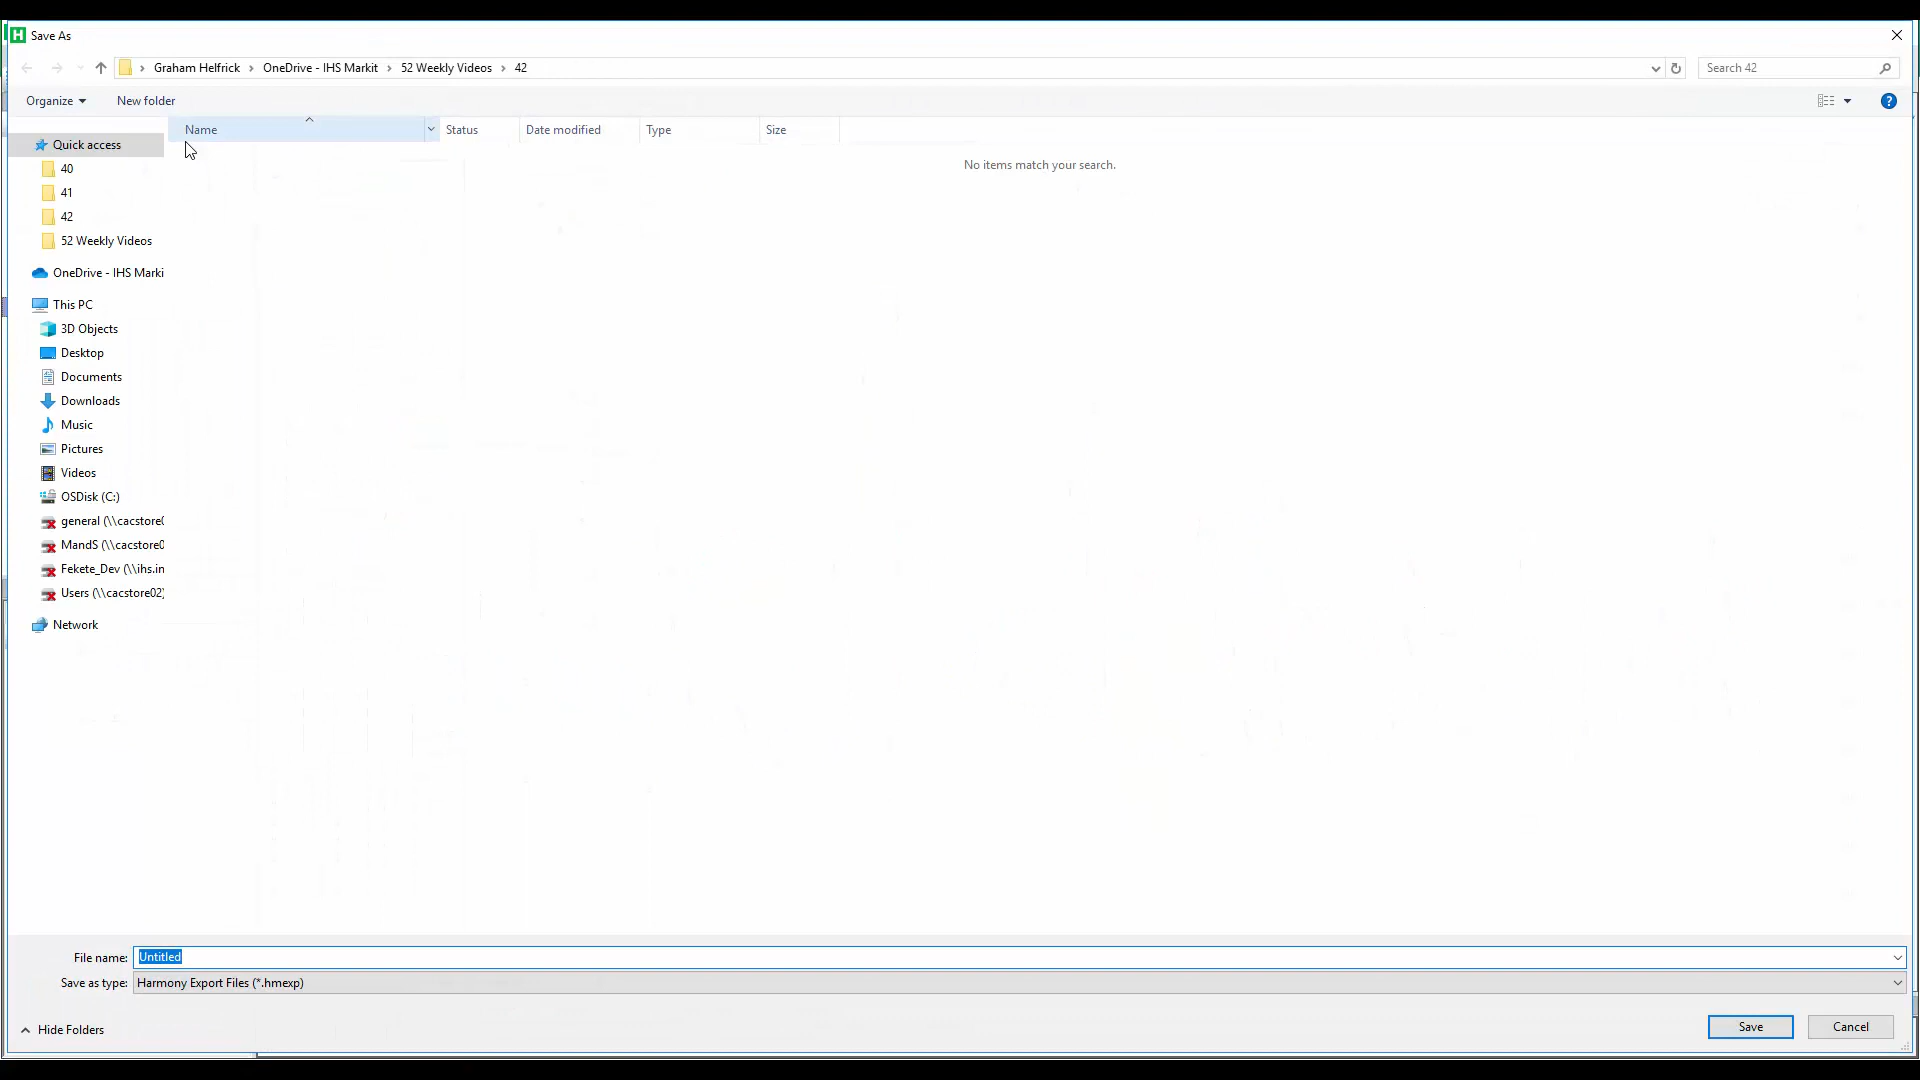 H Save As
Graham Helfrick > OneDrive - IHS Markit > 52 Weekly Videos > 42
Search 42
Organize
New folder
?
Name
Status
Date modified
Type
Size
No items match your search.
Quick access
40
41
42
52 Weekly Videos
OneDrive - IHS Marki
This PC
3D Objects
Desktop
Documents
Downloads
Music
Pictures
Videos
OSDisk (C:)
general (\\cacstore0
MandS (\\cacstore0
Fekete_Dev (\\ihs.in
Users (\\cacstore02)
Network
File name: Untitled
Save as type: Harmony Export Files (*.hmexp)
Hide Folders
Save
Cancel